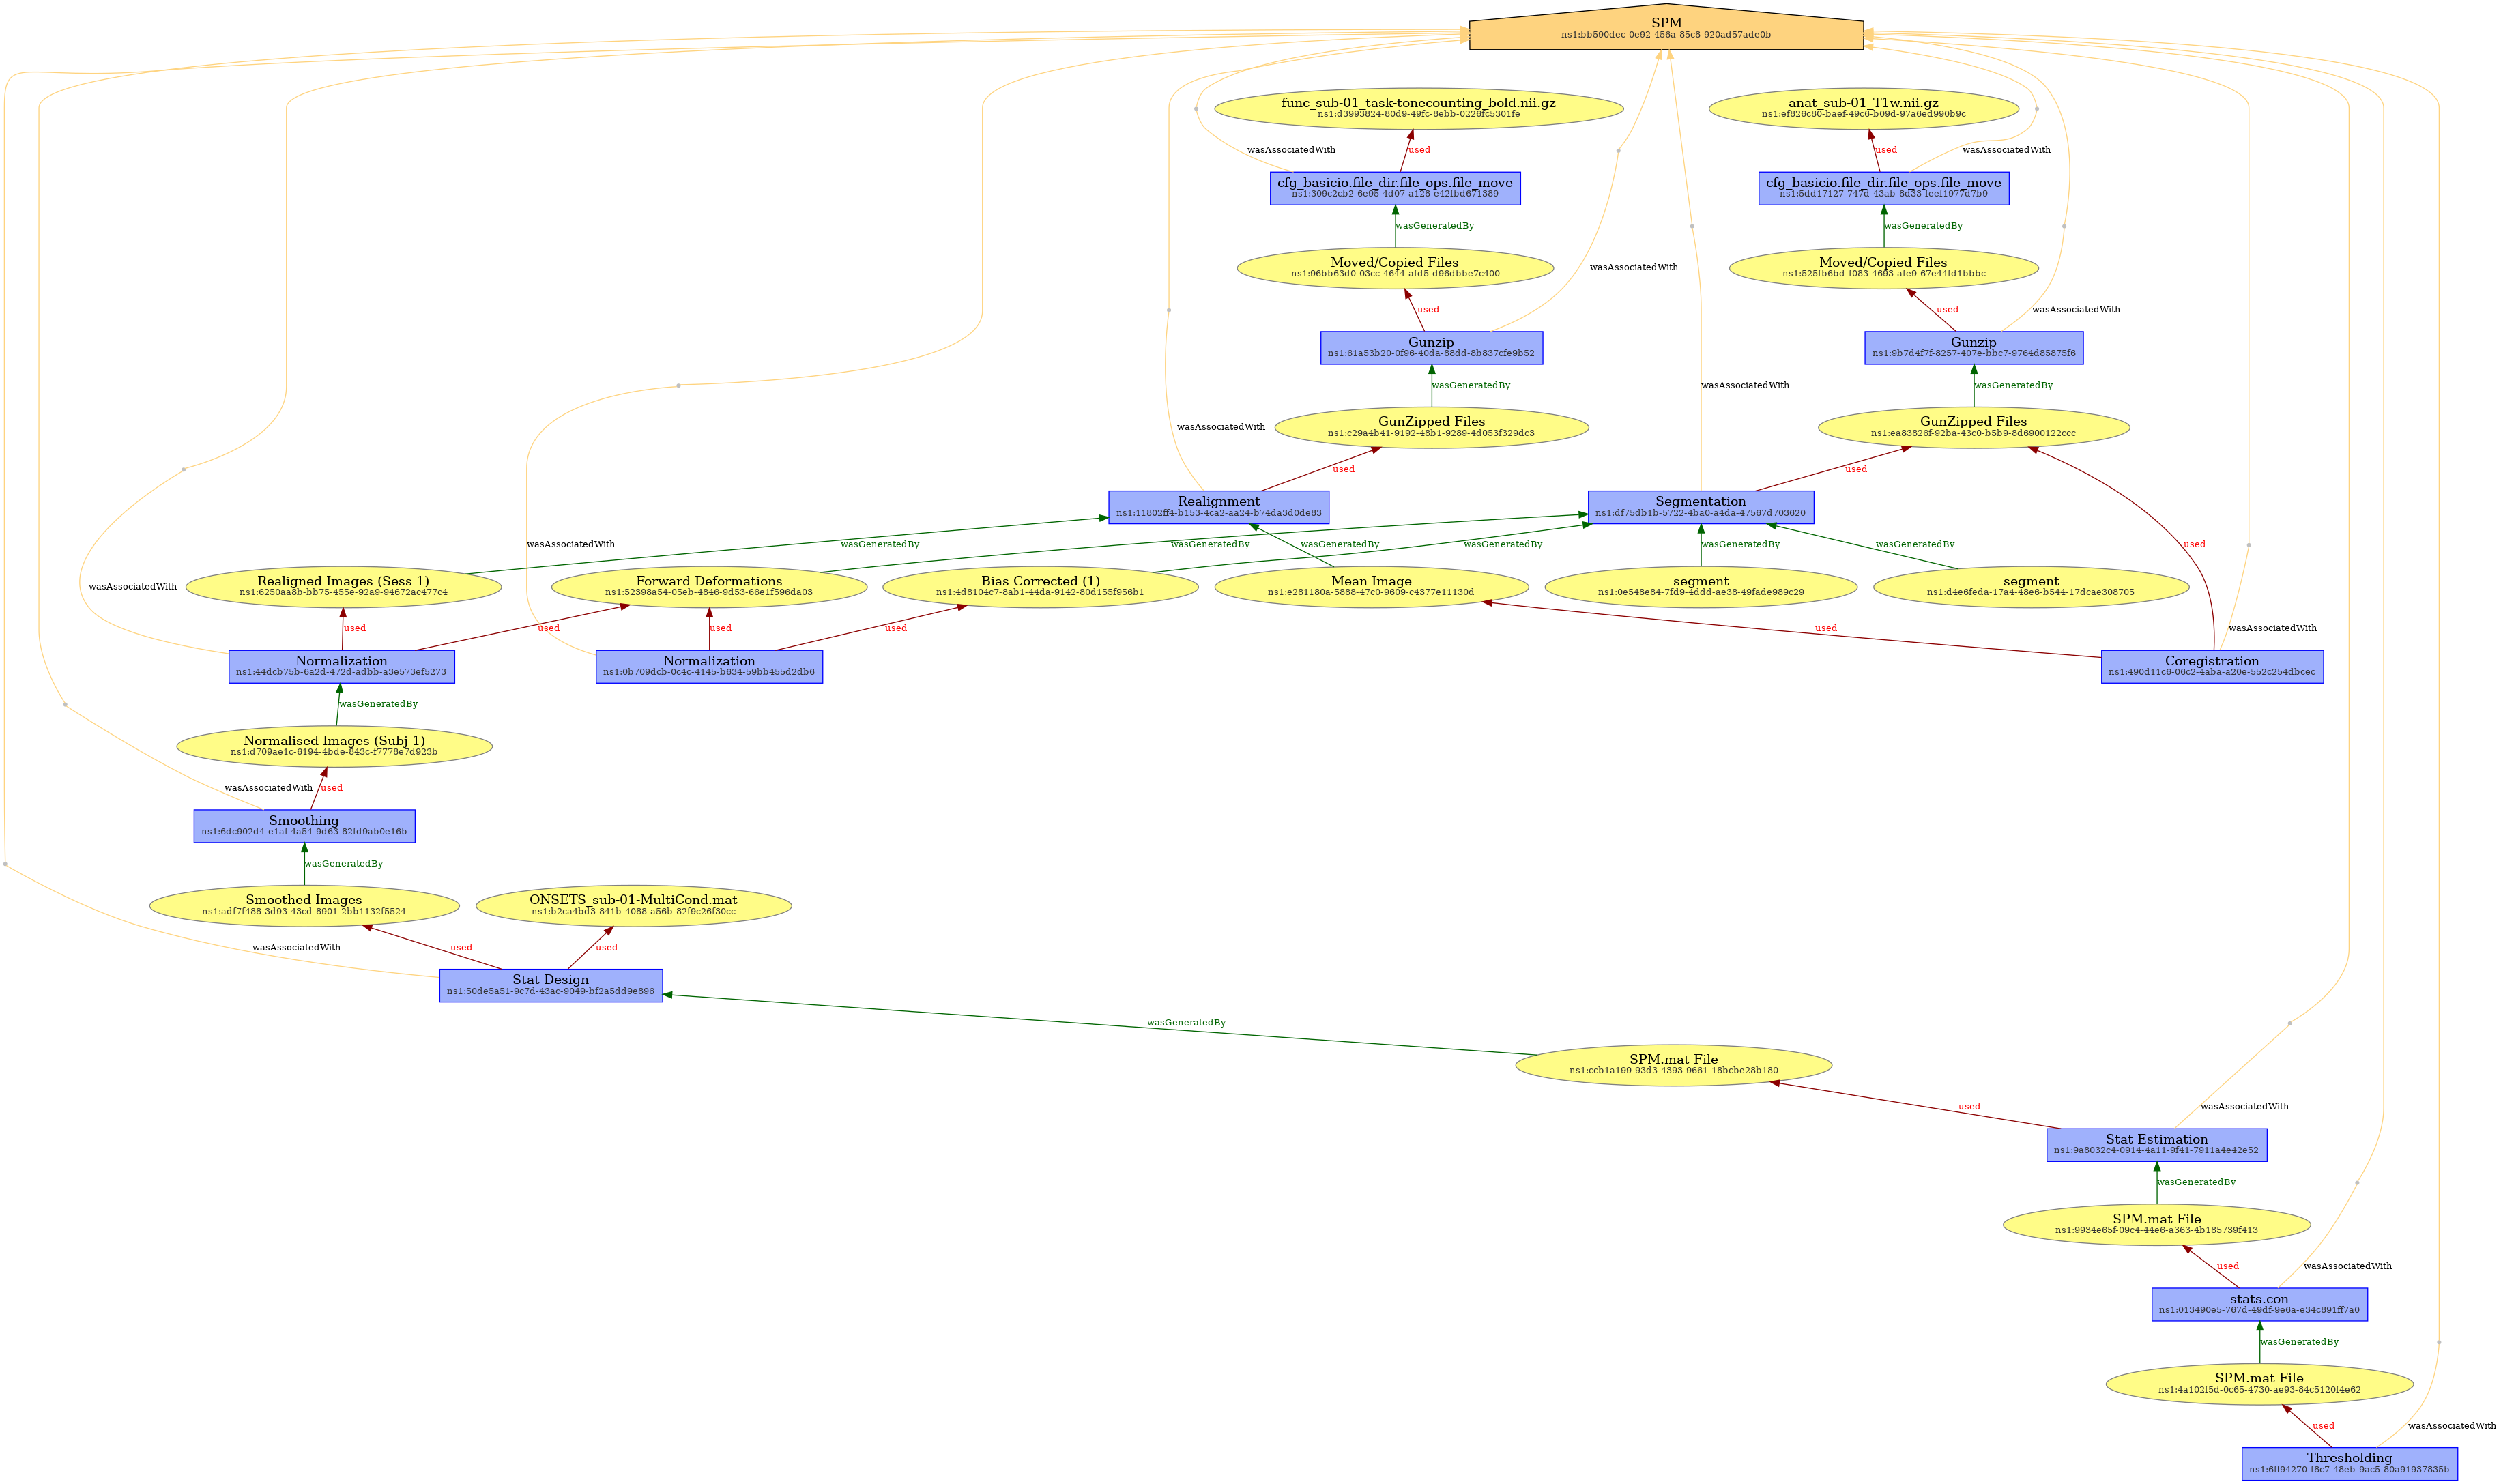 SPM
ns1:bb590dec-0e92-456a-85c8-920ad57ade0b
func_sub-01_task-tonecounting_bold.nii.gz
ns1:d3993824-80d9-49fc-8ebb-0226fc5301fe
anat_sub-01_T1w.nii.gz
ns1:ef826c80-baef-49c6-b09d-97a6ed990b9c
wasAssociatedWith
used
used
wasAssociatedWith
cfg_basicio.file_dir.file_ops.file_move
ns1:309c2cb2-6e95-4d07-a128-e42fbd671389
cfg_basicio.file_dir.file_ops.file_move
ns1:5dd17127-747d-43ab-8d33-feef1977d7b9
wasGeneratedBy
wasGeneratedBy
Moved/Copied Files
ns1:96bb63d0-03cc-4644-afd5-d96dbbe7c400
wasAssociatedWith
Moved/Copied Files
ns1:525fb6bd-f083-4693-afe9-67e44fd1bbbc
used
used
wasAssociatedWith
Gunzip
ns1:61a53b20-0f96-40da-88dd-8b837cfe9b52
Gunzip
ns1:9b7d4f7f-8257-407e-bbc7-9764d85875f6
wasGeneratedBy
wasAssociatedWith
wasGeneratedBy
wasAssociatedWith
GunZipped Files
ns1:c29a4b41-9192-48b1-9289-4d053f329dc3
GunZipped Files
ns1:ea83826f-92ba-43c0-b5b9-8d6900122ccc
used
used
Realignment
ns1:11802ff4-b153-4ca2-aa24-b74da3d0de83
Segmentation
ns1:df75db1b-5722-4ba0-a4da-47567d703620
wasAssociatedWith
wasGeneratedBy
wasGeneratedBy
wasGeneratedBy
wasGeneratedBy
wasGeneratedBy
wasGeneratedBy
used
wasAssociatedWith
Realigned Images (Sess 1)
ns1:6250aa8b-bb75-455e-92a9-94672ac477c4
Forward Deformations
ns1:52398a54-05eb-4846-9d53-66e1f596da03
Bias Corrected (1)
ns1:4d8104c7-8ab1-44da-9142-80d155f956b1
Mean Image
ns1:e281180a-5888-47c0-9609-c4377e11130d
segment
ns1:0e548e84-7fd9-4ddd-ae38-49fade989c29
segment
ns1:d4e6feda-17a4-48e6-b544-17dcae308705
used
used
used
used
used
wasAssociatedWith
Normalization
ns1:44dcb75b-6a2d-472d-adbb-a3e573ef5273
Normalization
ns1:0b709dcb-0c4c-4145-b634-59bb455d2db6
Coregistration
ns1:490d11c6-06c2-4aba-a20e-552c254dbcec
wasGeneratedBy
Normalised Images (Subj 1)
ns1:d709ae1c-6194-4bde-843c-f7778e7d923b
wasAssociatedWith
used
Smoothing
ns1:6dc902d4-e1af-4a54-9d63-82fd9ab0e16b
wasGeneratedBy
Smoothed Images
ns1:adf7f488-3d93-43cd-8901-2bb1132f5524
ONSETS_sub-01-MultiCond.mat
ns1:b2ca4bd3-841b-4088-a56b-82f9c26f30cc
wasAssociatedWith
used
used
Stat Design
ns1:50de5a51-9c7d-43ac-9049-bf2a5dd9e896
wasGeneratedBy
SPM.mat File
ns1:ccb1a199-93d3-4393-9661-18bcbe28b180
used
wasAssociatedWith
Stat Estimation
ns1:9a8032c4-0914-4a11-9f41-7911a4e42e52
wasGeneratedBy
SPM.mat File
ns1:9934e65f-09c4-44e6-a363-4b185739f413
used
wasAssociatedWith
stats.con
ns1:013490e5-767d-49df-9e6a-e34c891ff7a0
wasGeneratedBy
SPM.mat File
ns1:4a102f5d-0c65-4730-ae93-84c5120f4e62
used
wasAssociatedWith
Thresholding
ns1:6ff94270-f8c7-48eb-9ac5-80a91937835b